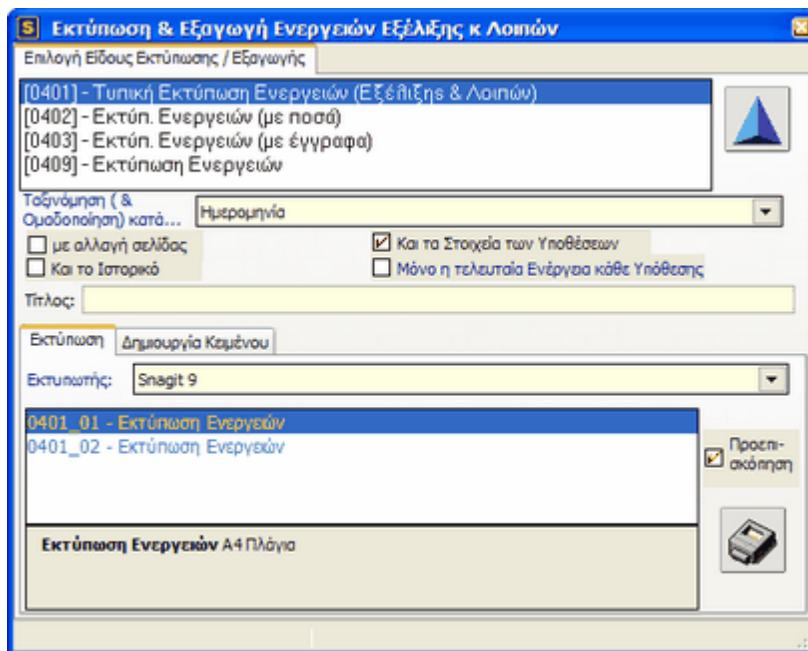 S Εκτύπωση & Εξαγωγή Ενεργειών Εξέλιξης κ Λοιπών
Επιλογή Είδους Εκτύπωσης / Εξαγωγής
[0401] - Τυπική Εκτύπωση Ενεργειών (Εξέλιξης & Λοιπών)
[0402] - Εκτύπ. Ενεργειών (με ποσά)
[0403] - Εκτύπ. Ενεργειών (με έγγραφα)
[0409] - Εκτύπωση Ενεργειών
Ταξινόμηση ( &
Ομαδοποίηση) κατά... Ημερομηνία
με αλλαγή σελίδας Και τα Στοιχεία των Υποθέσεων
Και το Ιστορικό Μόνο η τελευταία Ενέργεια κάθε Υπόθεσης
Τίτλος:
Εκτύπωση Δημιουργία Κειμένου
Εκτυπωτής: Snagit 9
0401_01 - Εκτύπωση Ενεργειών
0401_02 - Εκτύπωση Ενεργειών
Προεπι-
σκόπηση
Εκτύπωση Ενεργειών Α4 Πλάγια